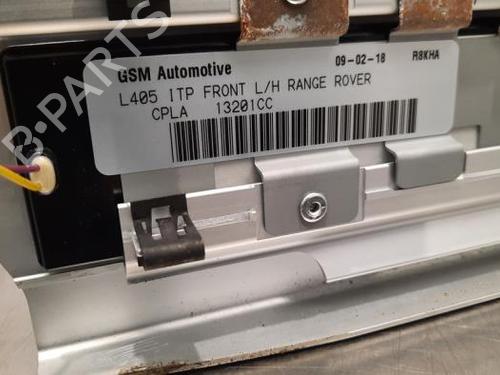 GSM Automotive 09-02-18 R8KHA
L405 ITP FRONT L/H RANGE ROVER
CPLA 13201CC
B-PARTS